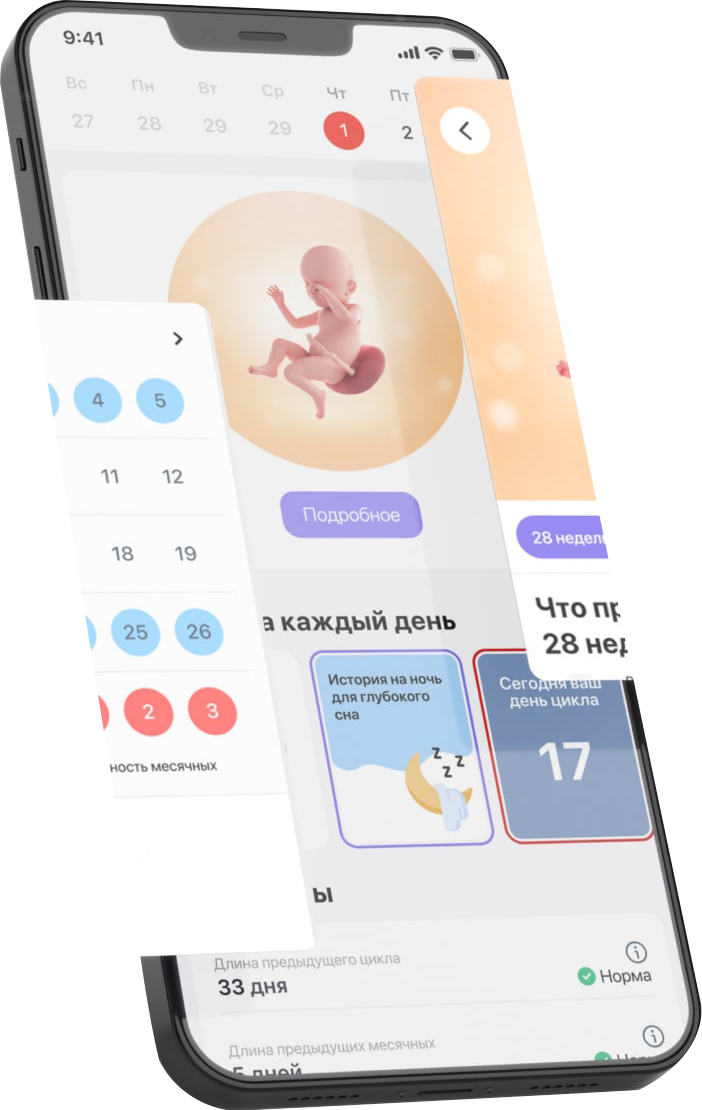 9:41
Вс Пн Вт Ср Чт Пт
27 28 29 29 1 2
4 5
11 12
18 19
25 26
2 3
ность месячных
Подробное
28 недель
Что пр
28 нед
а каждый день
История на ночь
для глубокого
сна
z z z
Сегодня ваш
день цикла
17
ы
Длина предыдущего цикла
33 дня
Норма
Длина предыдущих месячных
5 дней